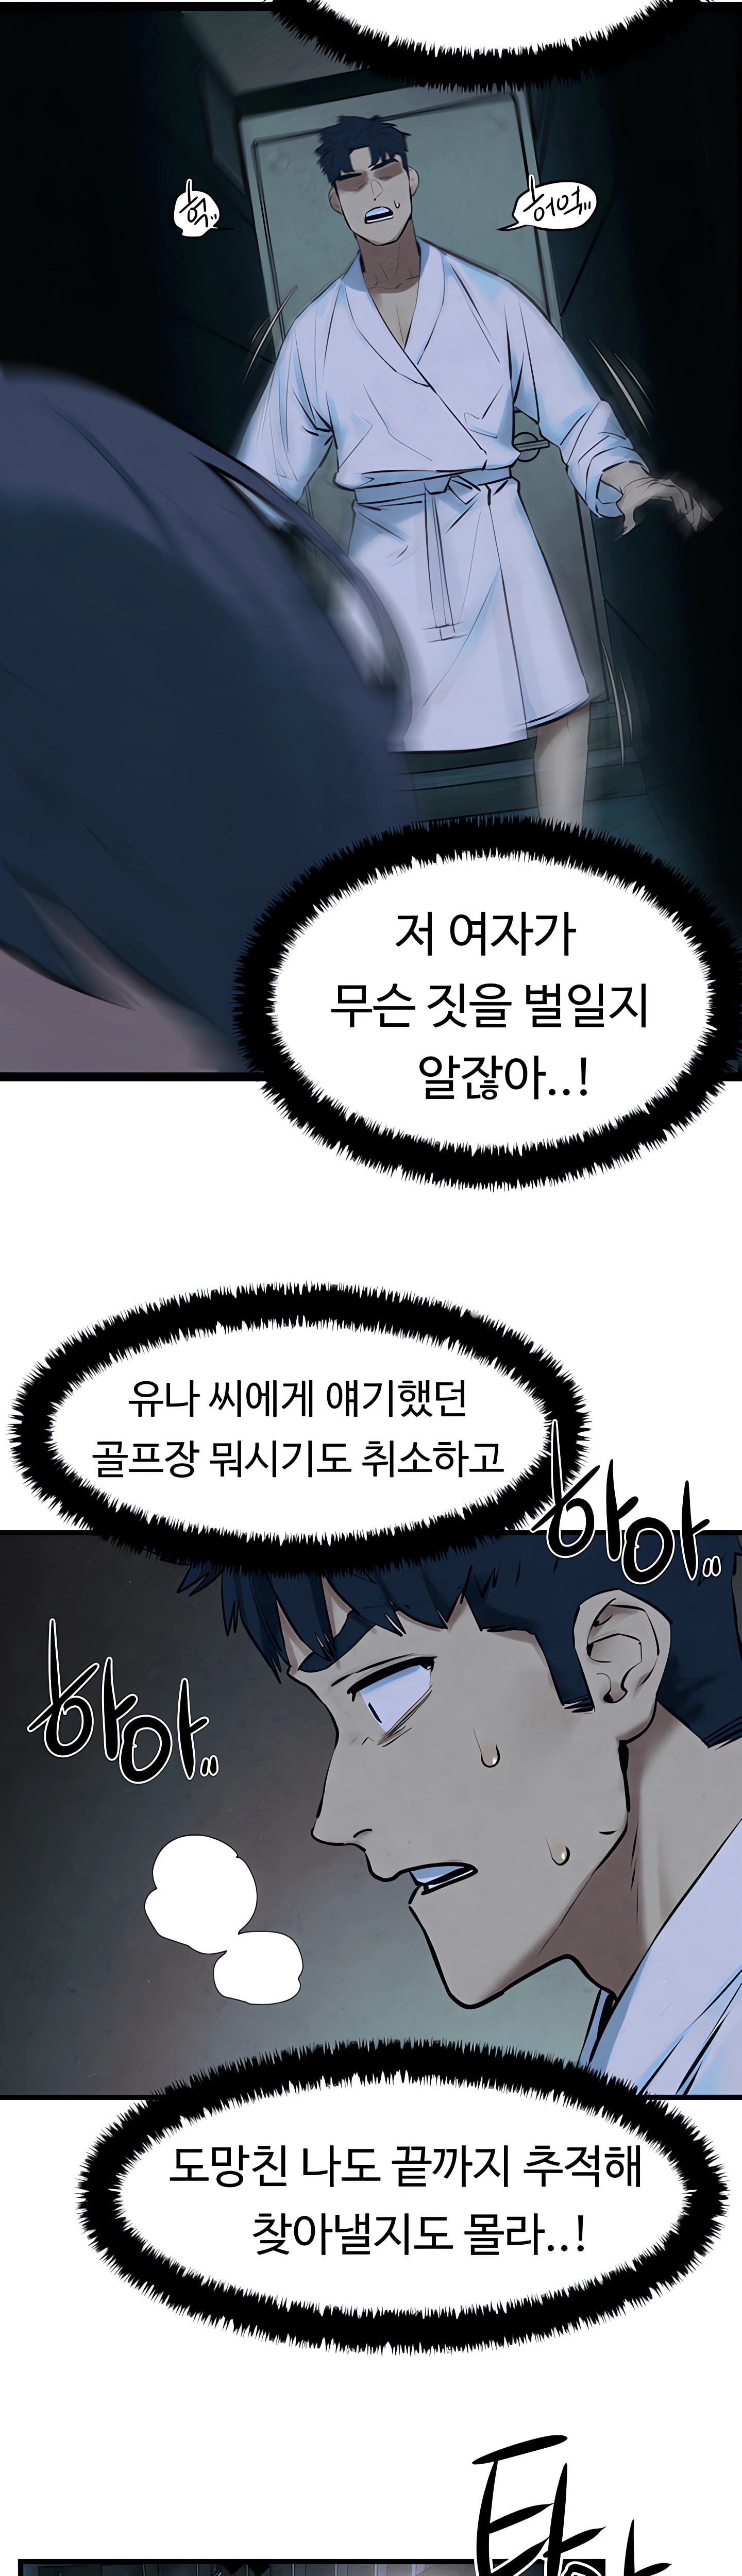 헉..
허억..
저 여자가
무슨 짓을 벌일지
알잖아..!
유나 씨에게 얘기했던
골프장 뭐시기도 취소하고
하아..
하아..
도망친 나도 끝까지 추적해
찾아낼지도 몰라..!